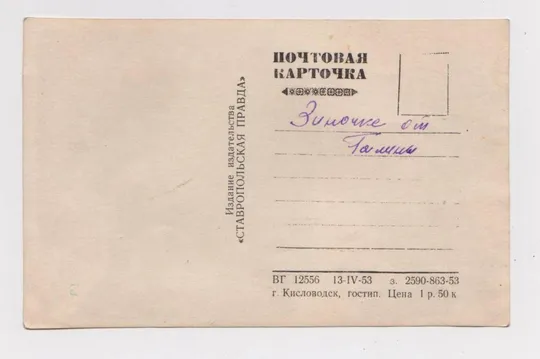 Издание издательства
«СТАВРОПОЛЬСКАЯ ПРАВДА»
ПОЧТОВАЯ
КАРТОЧКА
Зиночке от
Галины
ВГ 12556 13-IV-53 з. 2590-863-53
г. Кисловодск, гостип. Цена 1 р. 50 к